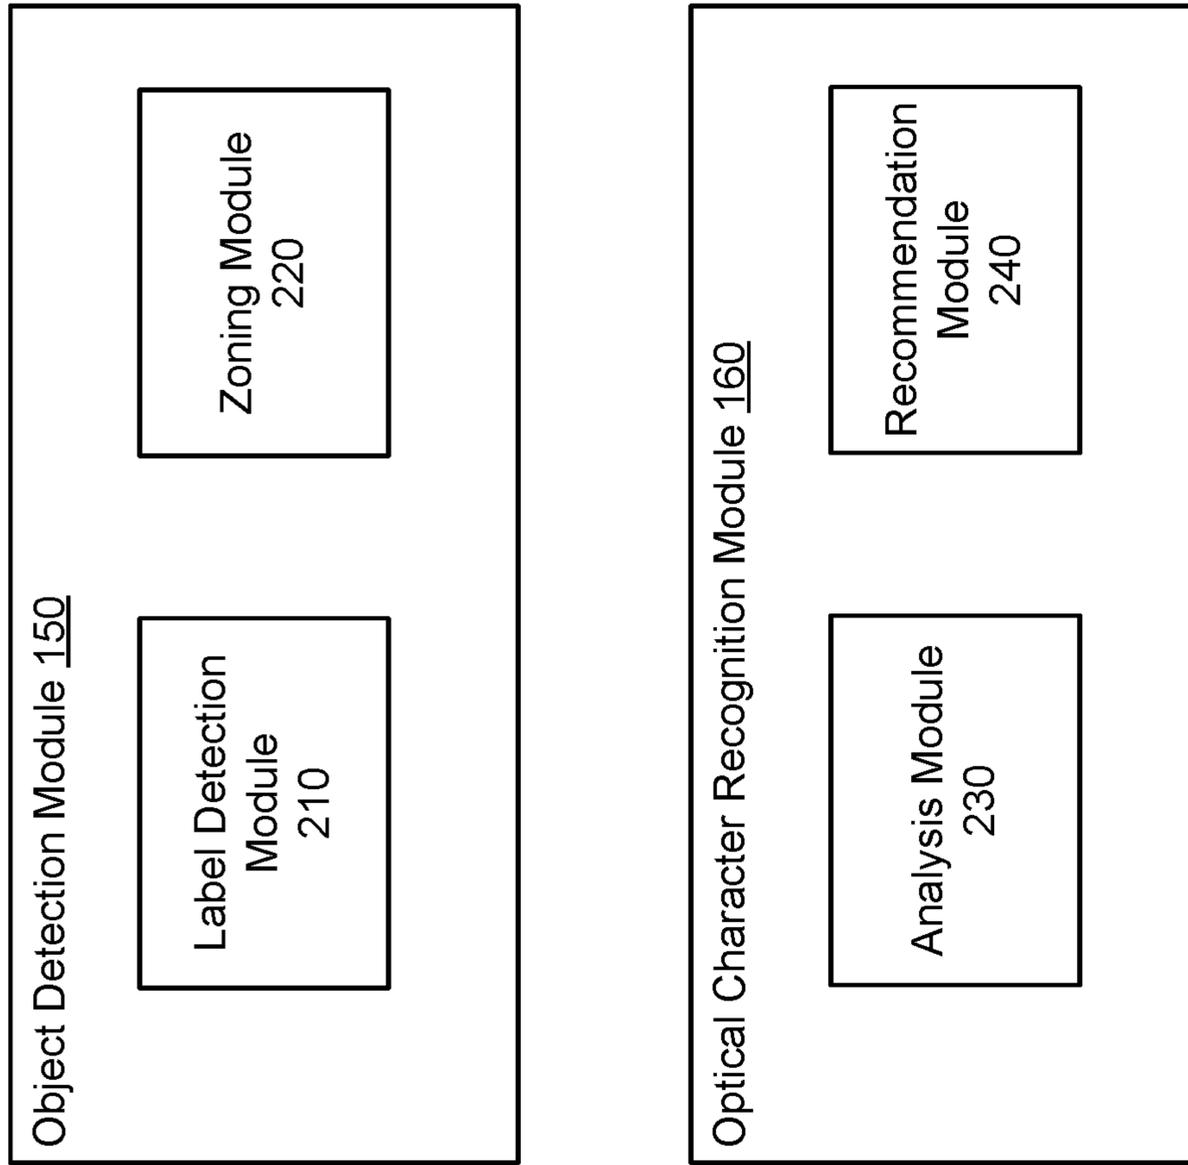 Object Detection Module 150
Label Detection
Module
210
Zoning Module
220
Optical Character Recognition Module 160
Analysis Module
230
Recommendation
Module
240